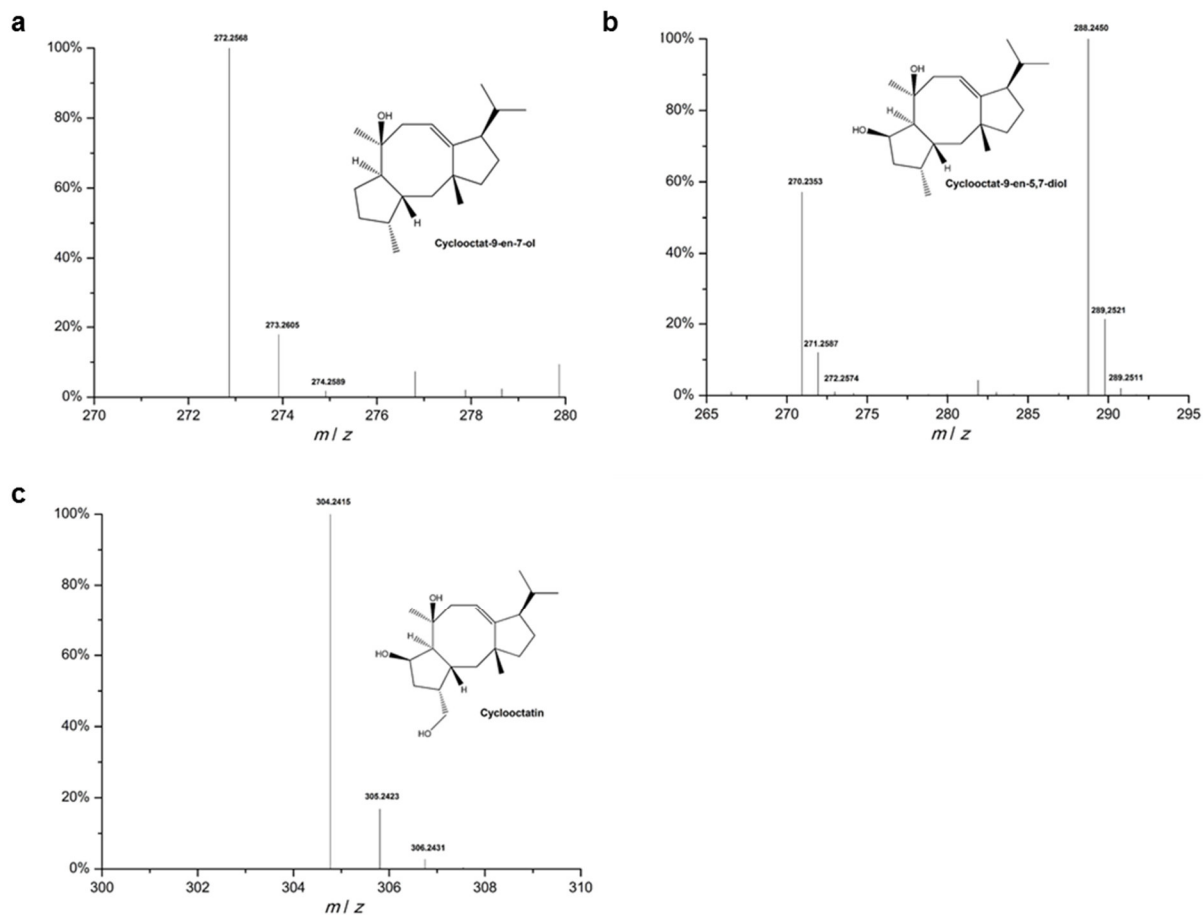 a
272.2568
100%
80%
60%
40%
20%
0%
273.2605
274.2589
OH
H
H
Cyclooctat-9-en-7-ol
270
272
274
276
278
280
m / z
b
288.2450
100%
80%
60%
40%
20%
0%
270.2353
271.2587
272.2574
289,2521
289.2511
OH
H
HO
H
Cyclooctat-9-en-5,7-diol
265
270
275
280
285
290
295
m / z
c
304.2415
100%
80%
60%
40%
20%
0%
305.2423
306.2431
OH
H
HO
H
HO
Cyclooctatin
300
302
304
306
308
310
m / z